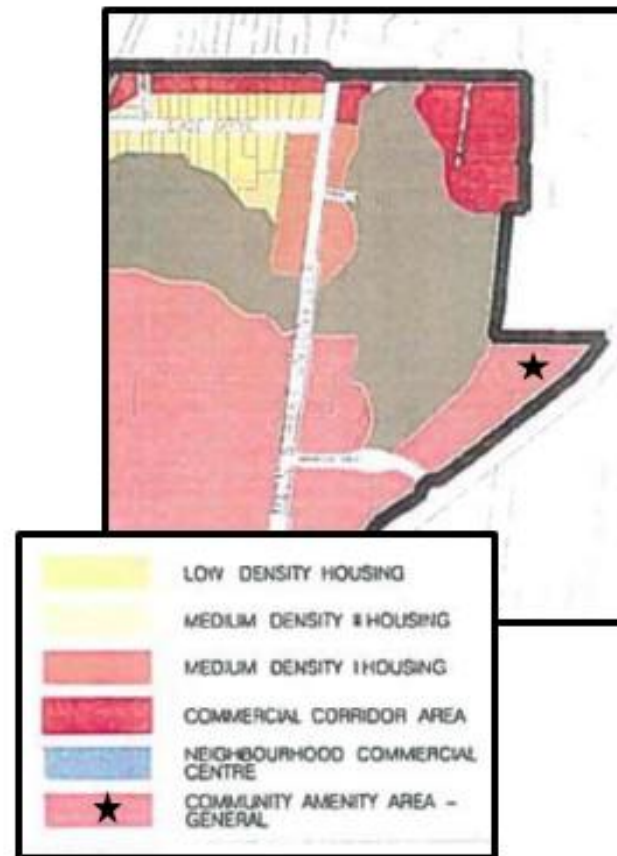 LOW DENSITY HOUSING
MEDIUM DENSITY II HOUSING
MEDIUM DENSITY I HOUSING
COMMERCIAL CORRIDOR AREA
NEIGHBOURHOOD COMMERCIAL
CENTRE
COMMUNITY AMENITY AREA -
GENERAL